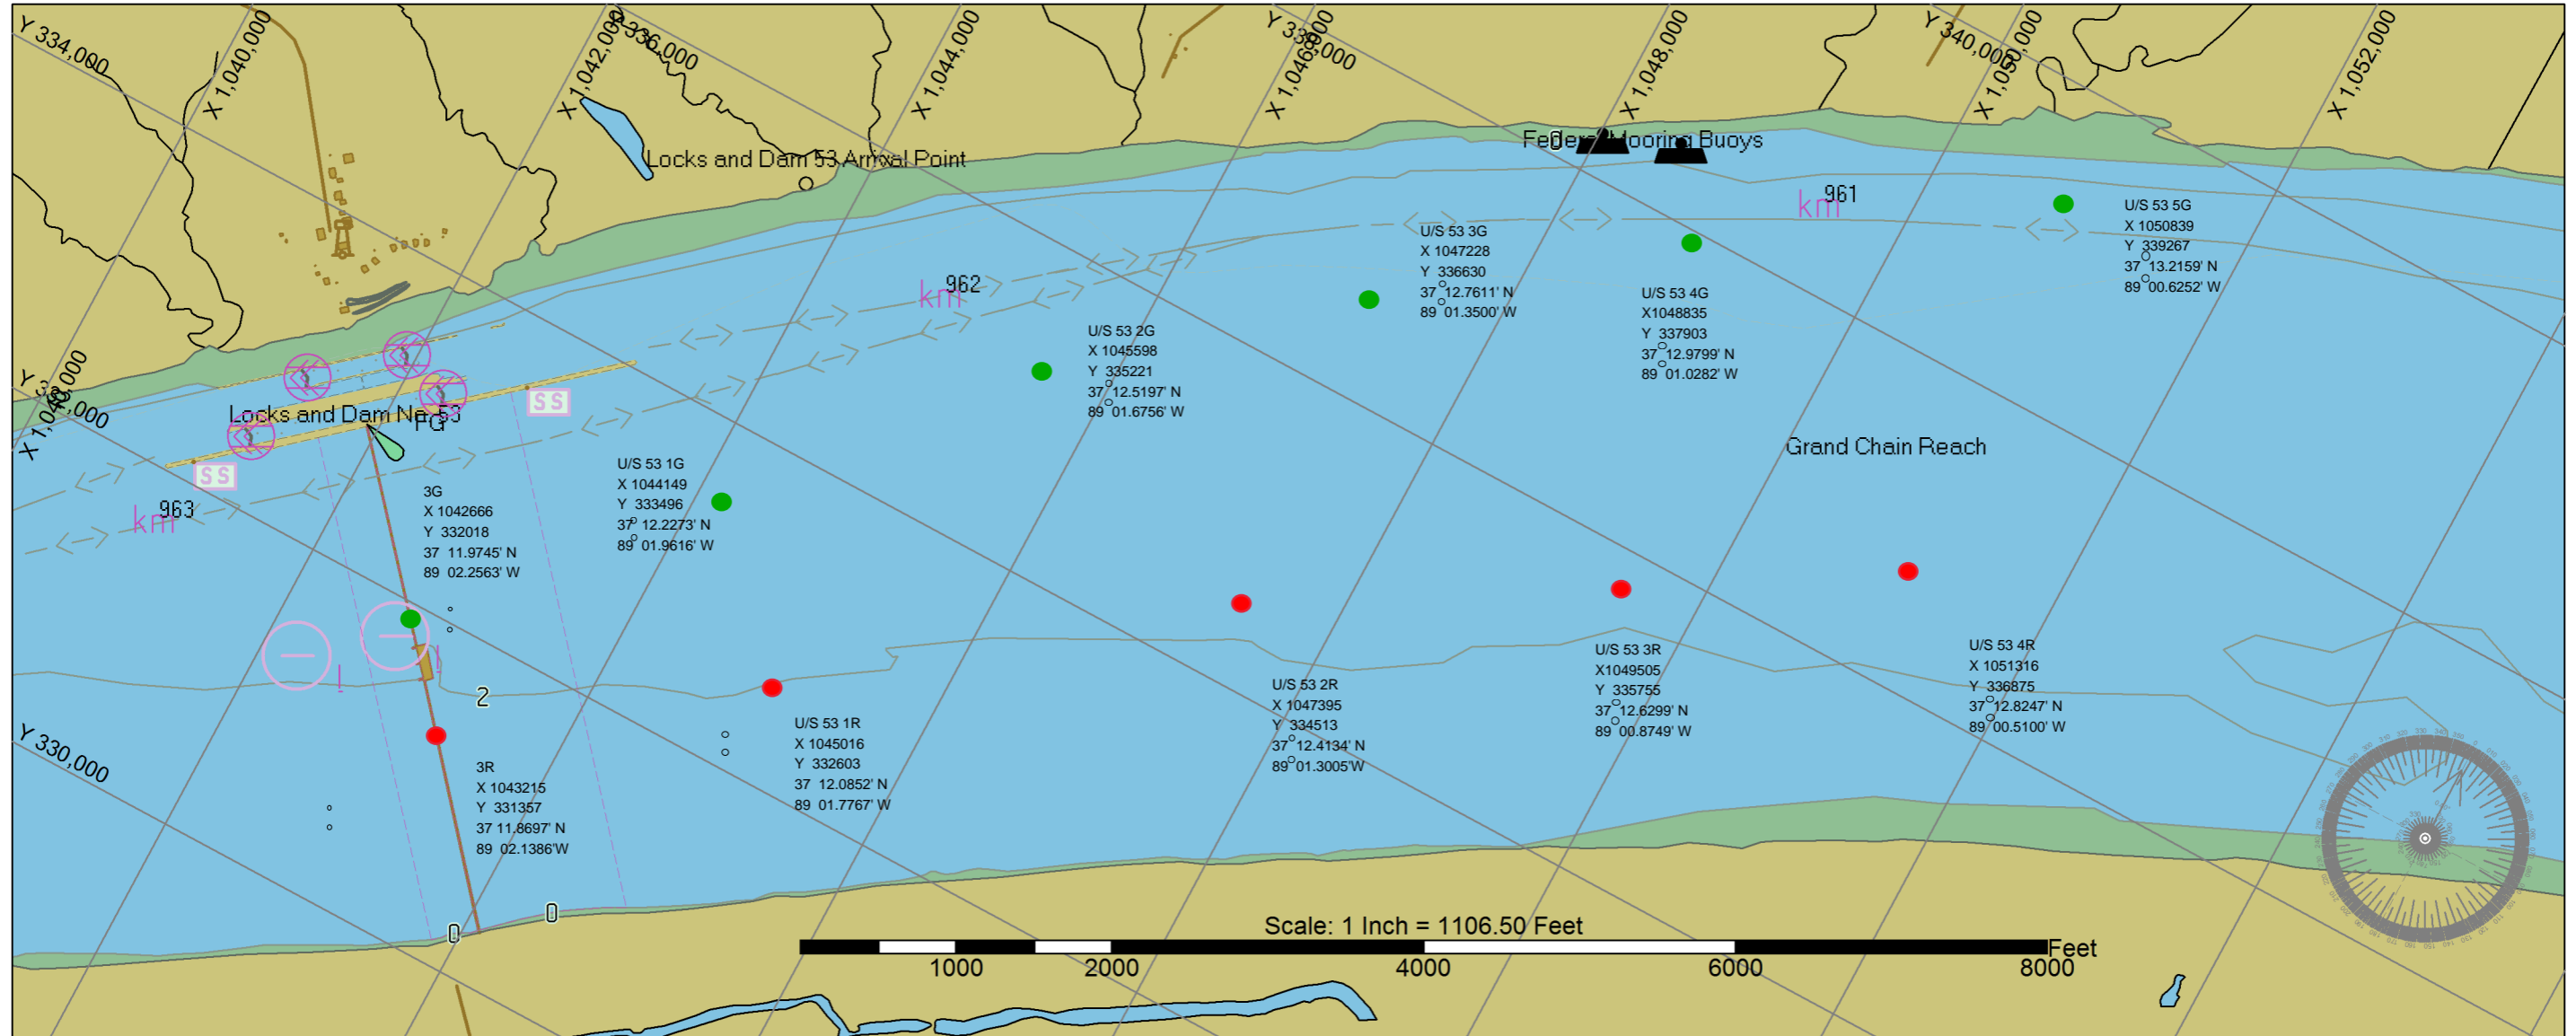 Y 334,000
X 1,040,000
X 1,042,000
Y 336,000
X 1,044,000
Y 338,000
X 1,046,000
X 1,048,000
Y 340,000
X 1,050,000
X 1,052,000
Locks and Dam 53 Arrival Point
Federal Mooring Buoys
0
961
km
962
km
963
km
Y 332,000
Locks and Dam No. 53
FG
SS
SS
Y 330,000
U/S 53 5G
X 1050839
Y 339267
37 13.2159' N
89 00.6252' W
U/S 53 3G
X 1047228
Y 336630
37 12.7611' N
89 01.3500' W
U/S 53 4G
X1048835
Y 337903
37 12.9799' N
89 01.0282' W
U/S 53 2G
X 1045598
Y 335221
37 12.5197' N
89 01.6756' W
Grand Chain Reach
U/S 53 1G
X 1044149
Y 333496
37 12.2273' N
89 01.9616' W
3G
X 1042666
Y 332018
37 11.9745' N
89 02.2563' W
2
U/S 53 1R
X 1045016
Y 332603
37 12.0852' N
89 01.7767' W
U/S 53 2R
X 1047395
Y 334513
37 12.4134' N
89 01.3005'W
U/S 53 3R
X1049505
Y 335755
37 12.6299' N
89 00.8749' W
U/S 53 4R
X 1051316
Y 336875
37 12.8247' N
89 00.5100' W
3R
X 1043215
Y 331357
37 11.8697' N
89 02.1386'W
0
0
Scale: 1 Inch = 1106.50 Feet
Feet
1000
2000
4000
6000
8000